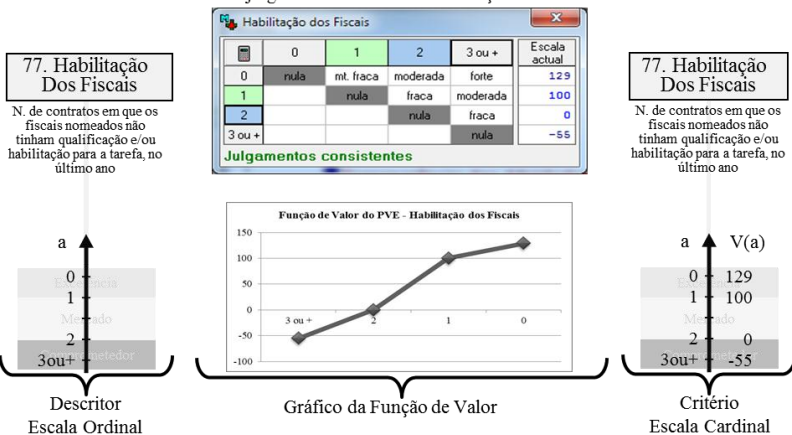 Habilitação dos Fiscais
0 1 2 3 ou + Escala actual
0 nula mt. fraca moderada forte 129
1 nula fraca moderada 100
2 nula fraca 0
3 ou + nula -55
Julgamentos consistentes
77. Habilitação
Dos Fiscais
N. de contratos em que os
fiscais nomeados não
tinham qualificação e/ou
habilitação para a tarefa, no
último ano
a
0
1
2
3ou+
Excelência
Mercado
Comprometedor
Descritor
Escala Ordinal
Função de Valor do PVE - Habilitação dos Fiscais
150
100
50
0
-50
-100
3 ou + 2 1 0
Gráfico da Função de Valor
77. Habilitação
Dos Fiscais
N. de contratos em que os
fiscais nomeados não
tinham qualificação e/ou
habilitação para a tarefa, no
último ano
a V(a)
0 129
1 100
2 0
3ou+ -55
Critério
Escala Cardinal